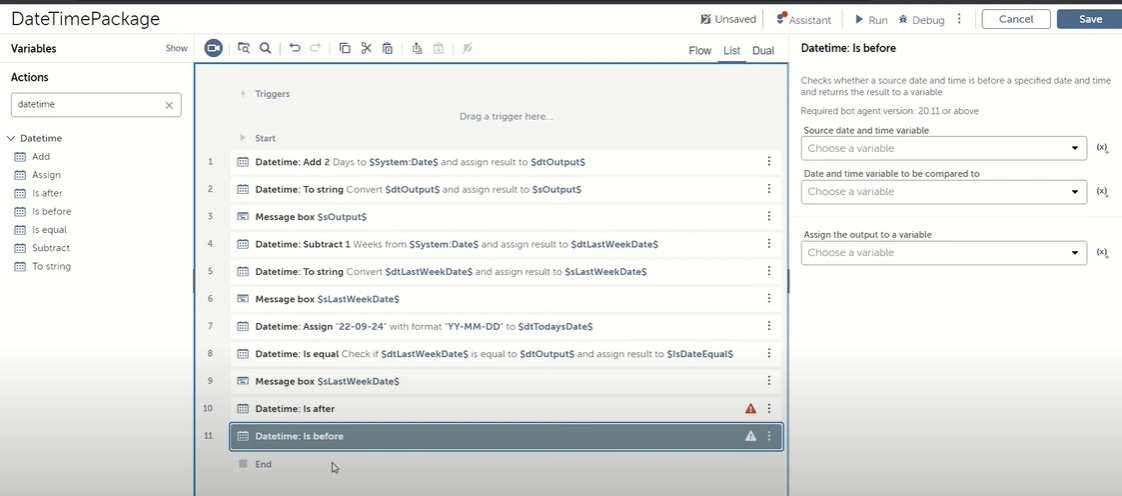 DateTimePackage
Unsaved
Assistant
Run
Debug
Cancel
Save
Variables
Show
Actions
datetime
Datetime
Add
Assign
Is after
Is before
Is equal
Subtract
To string
Flow
List
Dual
Triggers
Drag a trigger here...
Start
1 Datetime: Add 2 Days to $System:Date$ and assign result to $dtOutput$
2 Datetime: To string Convert $dtOutput$ and assign result to $sOutput$
3 Message box $sOutput$
4 Datetime: Subtract 1 Weeks from $System:Date$ and assign result to $dtLastWeekDate$
5 Datetime: To string Convert $dtLastWeekDate$ and assign result to $sLastWeekDate$
6 Message box $sLastWeekDate$
7 Datetime: Assign "22-09-24" with format "YY-MM-DD" to $dtTodaysDate$
8 Datetime: Is equal Check if $dtLastWeekDate$ is equal to $dtOutput$ and assign result to $IsDateEqual$
9 Message box $sLastWeekDate$
10 Datetime: Is after
11 Datetime: Is before
End
Datetime: Is before
Checks whether a source date and time is before a specified date and time
and returns the result to a variable
Required bot agent version: 20.11 or above
Source date and time variable
Choose a variable
(x)
Date and time variable to be compared to
Choose a variable
(x)
Assign the output to a variable
Choose a variable
(x)